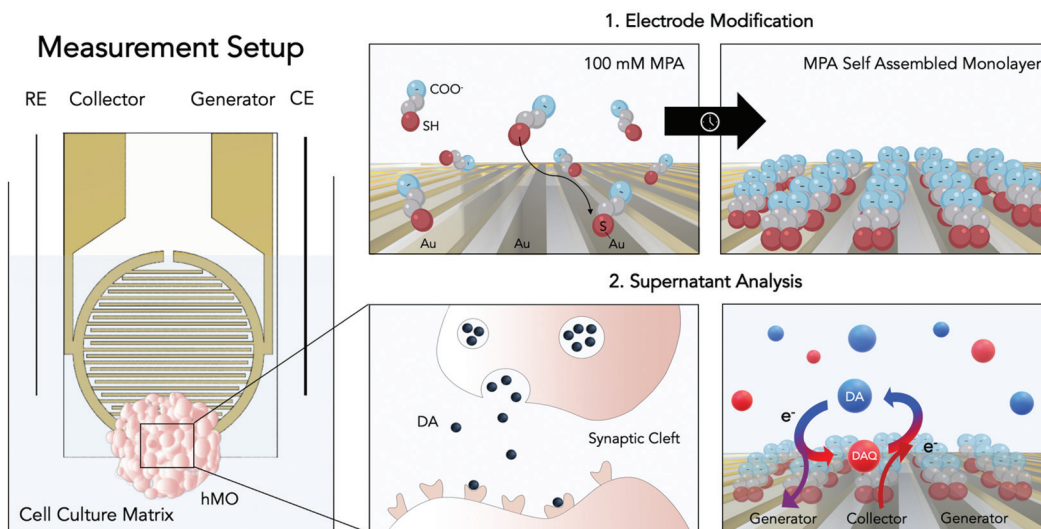 Measurement Setup
RE Collector Generator CE
hMO
Cell Culture Matrix
1. Electrode Modification
100 mM MPA
COO-
SH
S
Au Au Au
MPA Self Assembled Monolayer
2. Supernatant Analysis
DA
Synaptic Cleft
DA
e-
DAQ
e-
Generator Collector Generator